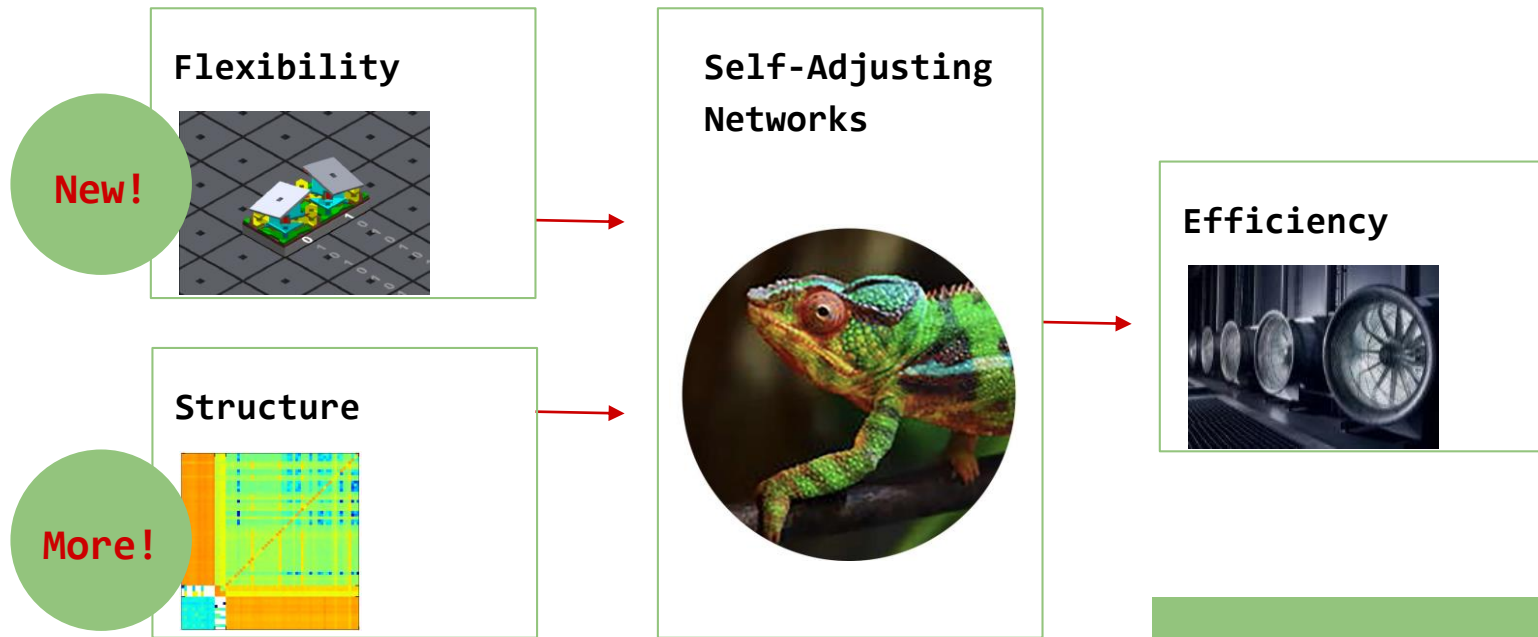 Flexibility
New!
Structure
More!
Self-Adjusting
Networks
Efficiency